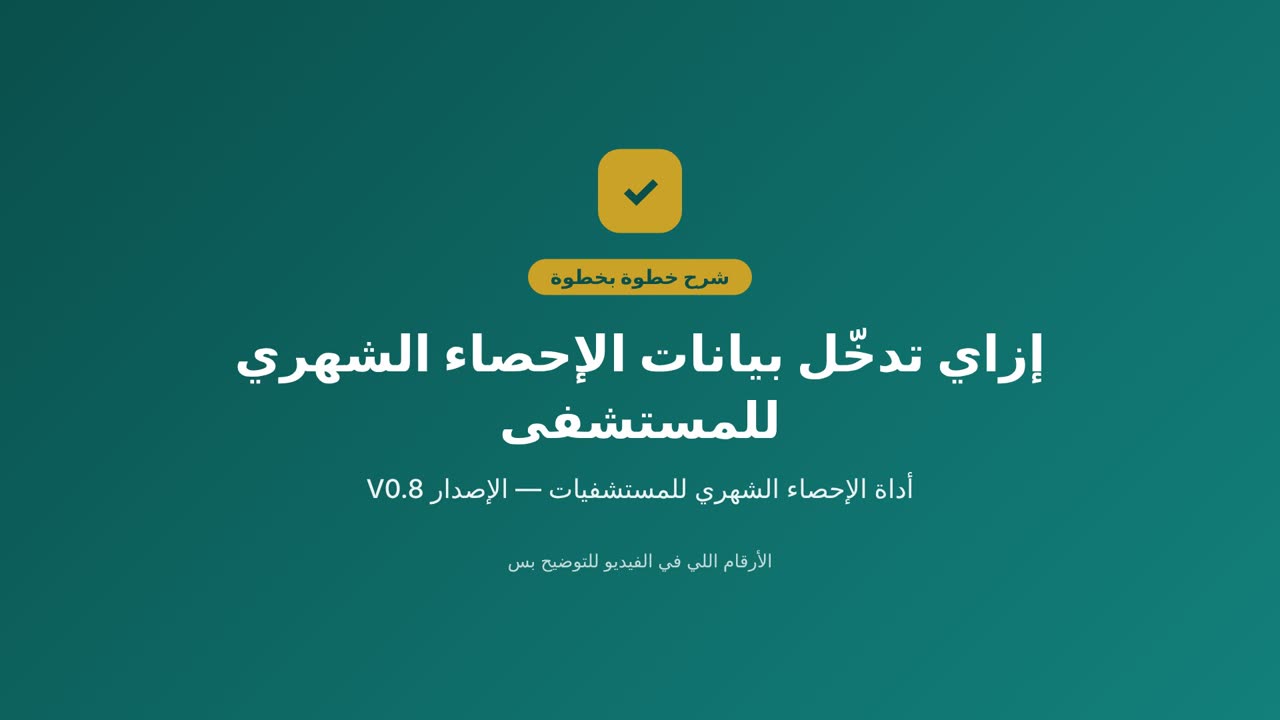 شرح خطوة بخطوة
إزاي تدخّل بيانات الإحصاء الشهري
للمستشفى
أداة الإحصاء الشهري للمستشفيات — الإصدار V0.8
الأرقام اللي في الفيديو للتوضيح بس